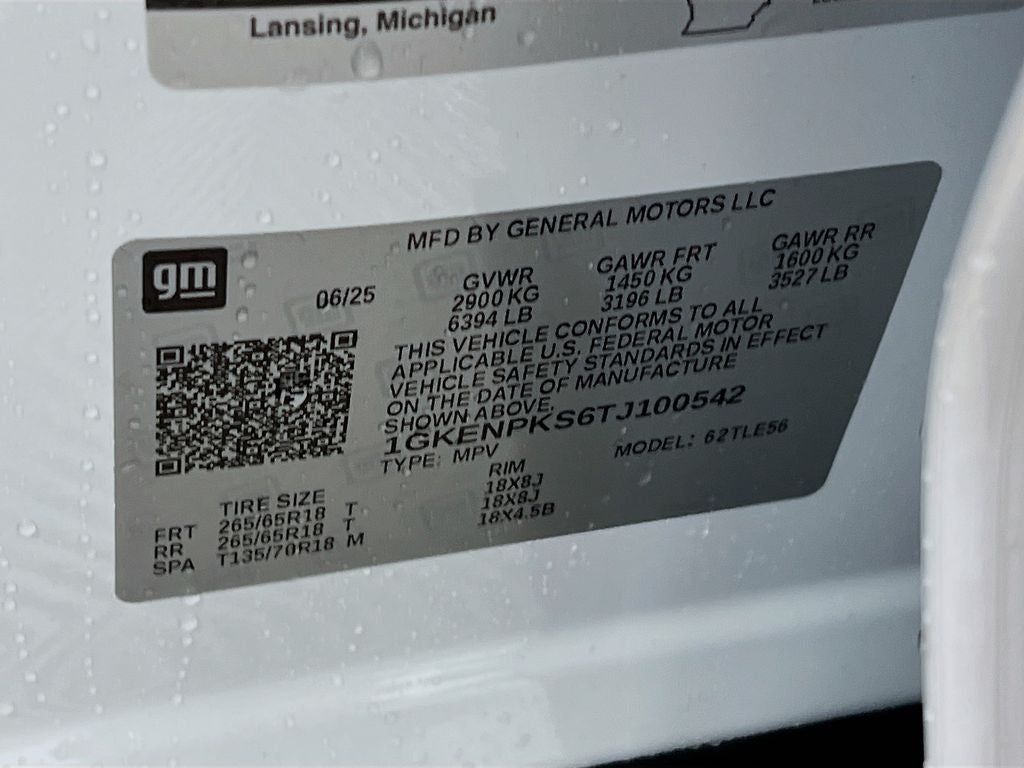 Lansing, Michigan
MFD BY GENERAL MOTORS LLC
gm
06/25
GVWR GAWR FRT GAWR RR
2900 KG 1450 KG 1600 KG
6394 LB 3196 LB 3527 LB
THIS VEHICLE CONFORMS TO ALL
APPLICABLE U.S. FEDERAL MOTOR
VEHICLE SAFETY STANDARDS IN EFFECT
ON THE DATE OF MANUFACTURE
SHOWN ABOVE.
1GKENPKS6TJ100542
TYPE: MPV MODEL: 62TLE56
TIRE SIZE RIM
FRT 265/65R18 T 18X8J
RR 265/65R18 T 18X8J
SPA T135/70R18 M 18X4.5B